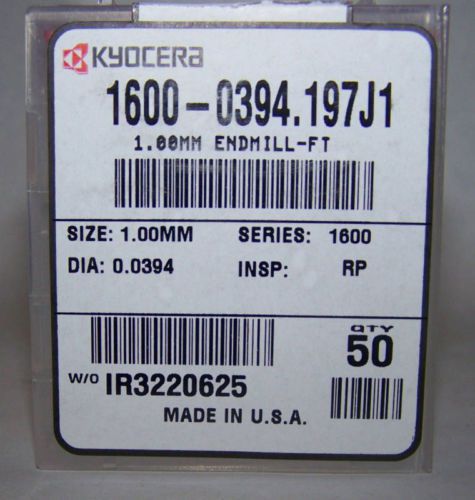 KYOCERA
1600-0394.197J1
1.00MM ENDMILL-FT
SIZE: 1.00MM SERIES: 1600
DIA: 0.0394 INSP: RP
QTY
50
W/O IR3220625
MADE IN U.S.A.